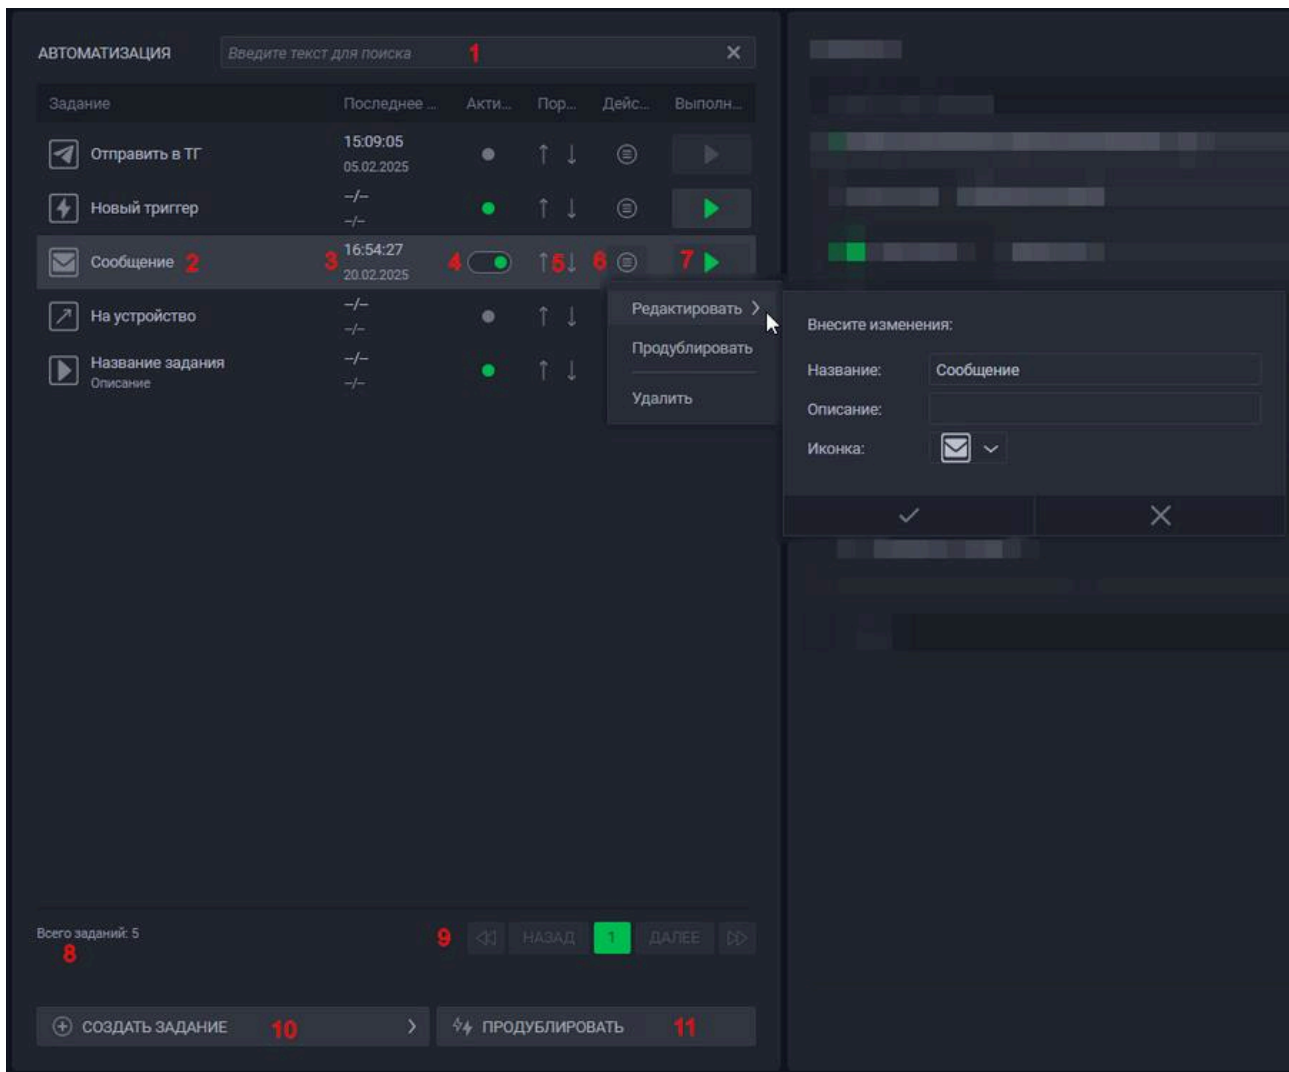 АВТОМАТИЗАЦИЯ Введите текст для поиска 1
Задание Последнее ... Акти... Пор... Дейс... Выполн...
Отправить в ТГ 15:09:05 05.02.2025
Новый триггер --/-- --/--
Сообщение 2 3 16:54:27 20.02.2025 4 5 6 7
На устройство --/-- --/--
Название задания --/--
Описание --/--
Редактировать
Продублировать
Удалить
Внесите изменения:
Название: Сообщение
Описание:
Иконка:
Всего заданий: 5
8
9 НАЗАД 1 ДАЛЕЕ
СОЗДАТЬ ЗАДАНИЕ 10
ПРОДУБЛИРОВАТЬ 11